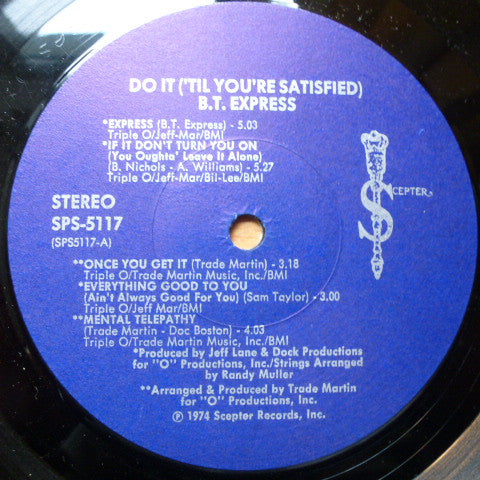 DO IT ('TIL YOU'RE SATISFIED)
B.T. EXPRESS
*EXPRESS (B.T. Express) - 5.03
Triple O/Jeff-Mar/BMI
*IF IT DON'T TURN YOU ON
(You Oughta' Leave It Alone)
(B. Nichols - A. Williams) - 5.27
Triple O/Jeff-Mar/Bil-Lee/BMI
STEREO
SPS-5117
(SPS5117-A)
SCEPTER
**ONCE YOU GET IT (Trade Martin) - 3.18
Triple O/Trade Martin Music, Inc./BMI
*EVERYTHING GOOD TO YOU
(Ain't Always Good For You) (Sam Taylor) - 3.00
Triple O/Jeff Mar/BMI
**MENTAL TELEPATHY
(Trade Martin - Doc Boston) - 4.03
Triple O/Trade Martin Music, Inc./BMI
*Produced by Jeff Lane & Dock Productions
for "O" Productions, Inc./Strings Arranged
by Randy Muller
**Arranged & Produced by Trade Martin
for "O" Productions, Inc.
℗ 1974 Scepter Records, Inc.